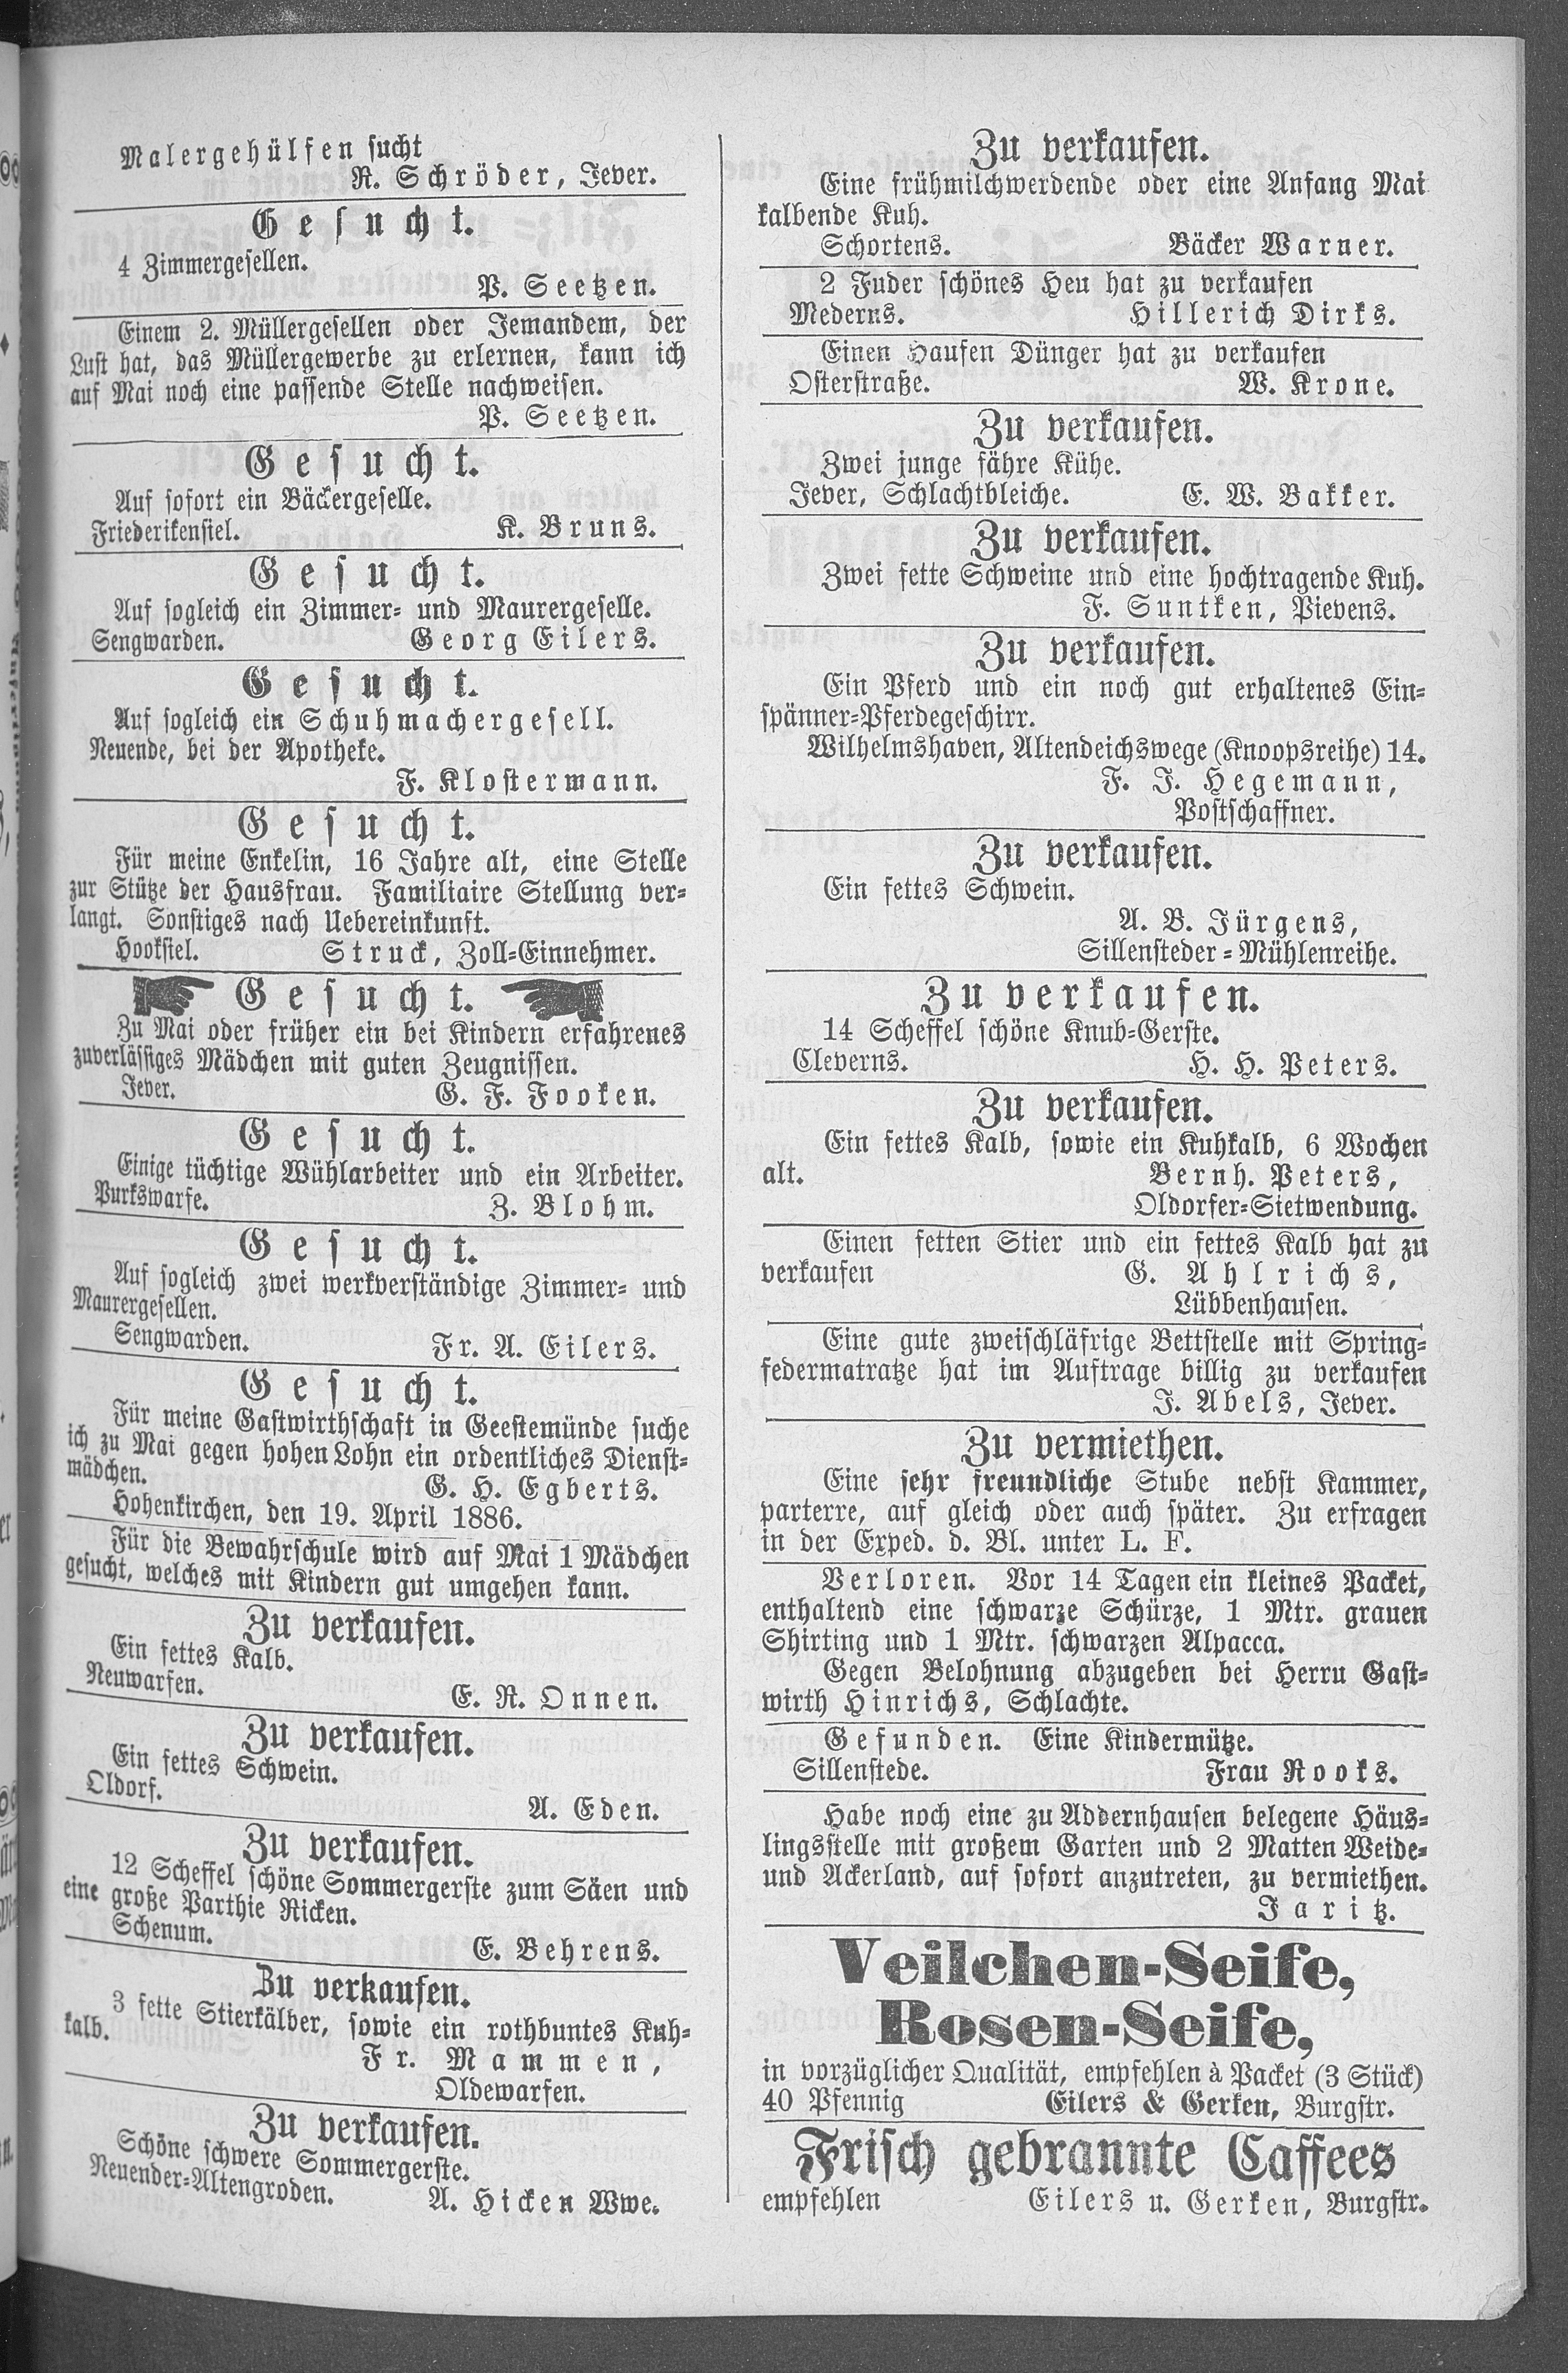 Malergehülfen sucht
R. Schröder, Jever.
Gesucht.
4 Zimmergesellen.
P. Seetzen.
Einem 2. Müllergesellen oder Jemandem, der
Lust hat, das Müllergewerbe zu erlernen, kann ich
auf Mai noch eine passende Stelle nachweisen.
P. Seetzen.
Gesucht.
Auf sofort ein Bäckergeselle.
Friederikensiel. K. Bruns.
Gesucht.
Auf sogleich ein Zimmer- und Maurergeselle.
Sengwarden. Georg Eilers.
Gesucht.
Auf sogleich ein Schuhmachergesell.
Neuende, bei der Apotheke.
F. Klostermann.
Gesucht.
Für meine Enkelin, 16 Jahre alt, eine Stelle
zur Stütze der Hausfrau. Familiaire Stellung ver-
langt. Sonstiges nach Uebereinkunft.
Hooksiel. Struck, Zoll-Einnehmer.
Gesucht.
Zu Mai oder früher ein bei Kindern erfahrenes
zuverlässiges Mädchen mit guten Zeugnissen.
Jever. G. F. Fooken.
Gesucht.
Einige tüchtige Wühlarbeiter und ein Arbeiter.
Purkswarfe. Z. Blohm.
Gesucht.
Auf sogleich zwei werkverständige Zimmer- und
Maurergesellen.
Sengwarden. Fr. A. Eilers.
Gesucht.
Für meine Gastwirthschaft in Geestemünde suche
ich zu Mai gegen hohen Lohn ein ordentliches Dienst-
mädchen. G. H. Egberts.
Hohenkirchen, den 19. April 1886.
Für die Bewahrschule wird auf Mai 1 Mädchen
gesucht, welches mit Kindern gut umgehen kann.
Zu verkaufen.
Ein fettes Kalb.
Neuwarfen. E. R. Onnen.
Zu verkaufen.
Ein fettes Schwein.
Oldorf. A. Eden.
Zu verkaufen.
12 Scheffel schöne Sommergerste zum Säen und
eine große Parthie Ricken.
Schenum. E. Behrens.
Zu verkaufen.
3 fette Stierkälber, sowie ein rothbuntes Kuh-
kalb. Fr. Mammen,
Oldewarfen.
Zu verkaufen.
Schöne schwere Sommergerste.
Neuender-Altengroden. A. Hicken Wwe.
Zu verkaufen.
Eine frühmilchwerdende oder eine Anfang Mai
kalbende Kuh.
Schortens. Bäcker Warner.
2 Fuder schönes Heu hat zu verkaufen
Mederns. Hillerich Dirks.
Einen Haufen Dünger hat zu verkaufen
Osterstraße. W. Krone.
Zu verkaufen.
Zwei junge fähre Kühe.
Jever, Schlachtbleiche. E. W. Bakker.
Zu verkaufen.
Zwei fette Schweine und eine hochtragende Kuh.
F. Suntken, Pievens.
Zu verkaufen.
Ein Pferd und ein noch gut erhaltenes Ein-
spänner-Pferdegeschirr.
Wilhelmshaven, Altendeichswege (Knoopsreihe) 14.
F. J. Hegemann,
Postschaffner.
Zu verkaufen.
Ein fettes Schwein.
A. B. Jürgens,
Sillensteder-Mühlenreihe.
Zu verkaufen.
14 Scheffel schöne Knub-Gerste.
Cleverns. H. H. Peters.
Zu verkaufen.
Ein fettes Kalb, sowie ein Kuhkalb, 6 Wochen
alt. Bernh. Peters,
Oldorfer-Sietwendung.
Einen fetten Stier und ein fettes Kalb hat zu
verkaufen G. Ahlrichs,
Lübbenhausen.
Eine gute zweischläfrige Bettstelle mit Spring-
federmatratze hat im Auftrage billig zu verkaufen
J. Abels, Jever.
Zu vermiethen.
Eine sehr freundliche Stube nebst Kammer,
parterre, auf gleich oder auch später. Zu erfragen
in der Exped. d. Bl. unter L. F.
Verloren. Vor 14 Tagen ein kleines Packet,
enthaltend eine schwarze Schürze, 1 Mtr. grauen
Shirting und 1 Mtr. schwarzen Alpacca.
Gegen Belohnung abzugeben bei Herrn Gast-
wirth Hinrichs, Schlachte.
Gefunden. Eine Kindermütze.
Sillenstede. Frau Rooks.
Habe noch eine zu Addernhausen belegene Häus-
lingsstelle mit großem Garten und 2 Matten Weide-
und Ackerland, auf sofort anzutreten, zu vermiethen.
Jaritz.
Veilchen-Seife,
Rosen-Seife,
in vorzüglicher Qualität, empfehlen à Packet (3 Stück)
40 Pfennig Eilers & Gerken, Burgstr.
Frisch gebrannte Caffees
empfehlen Eilers u. Gerken, Burgstr.